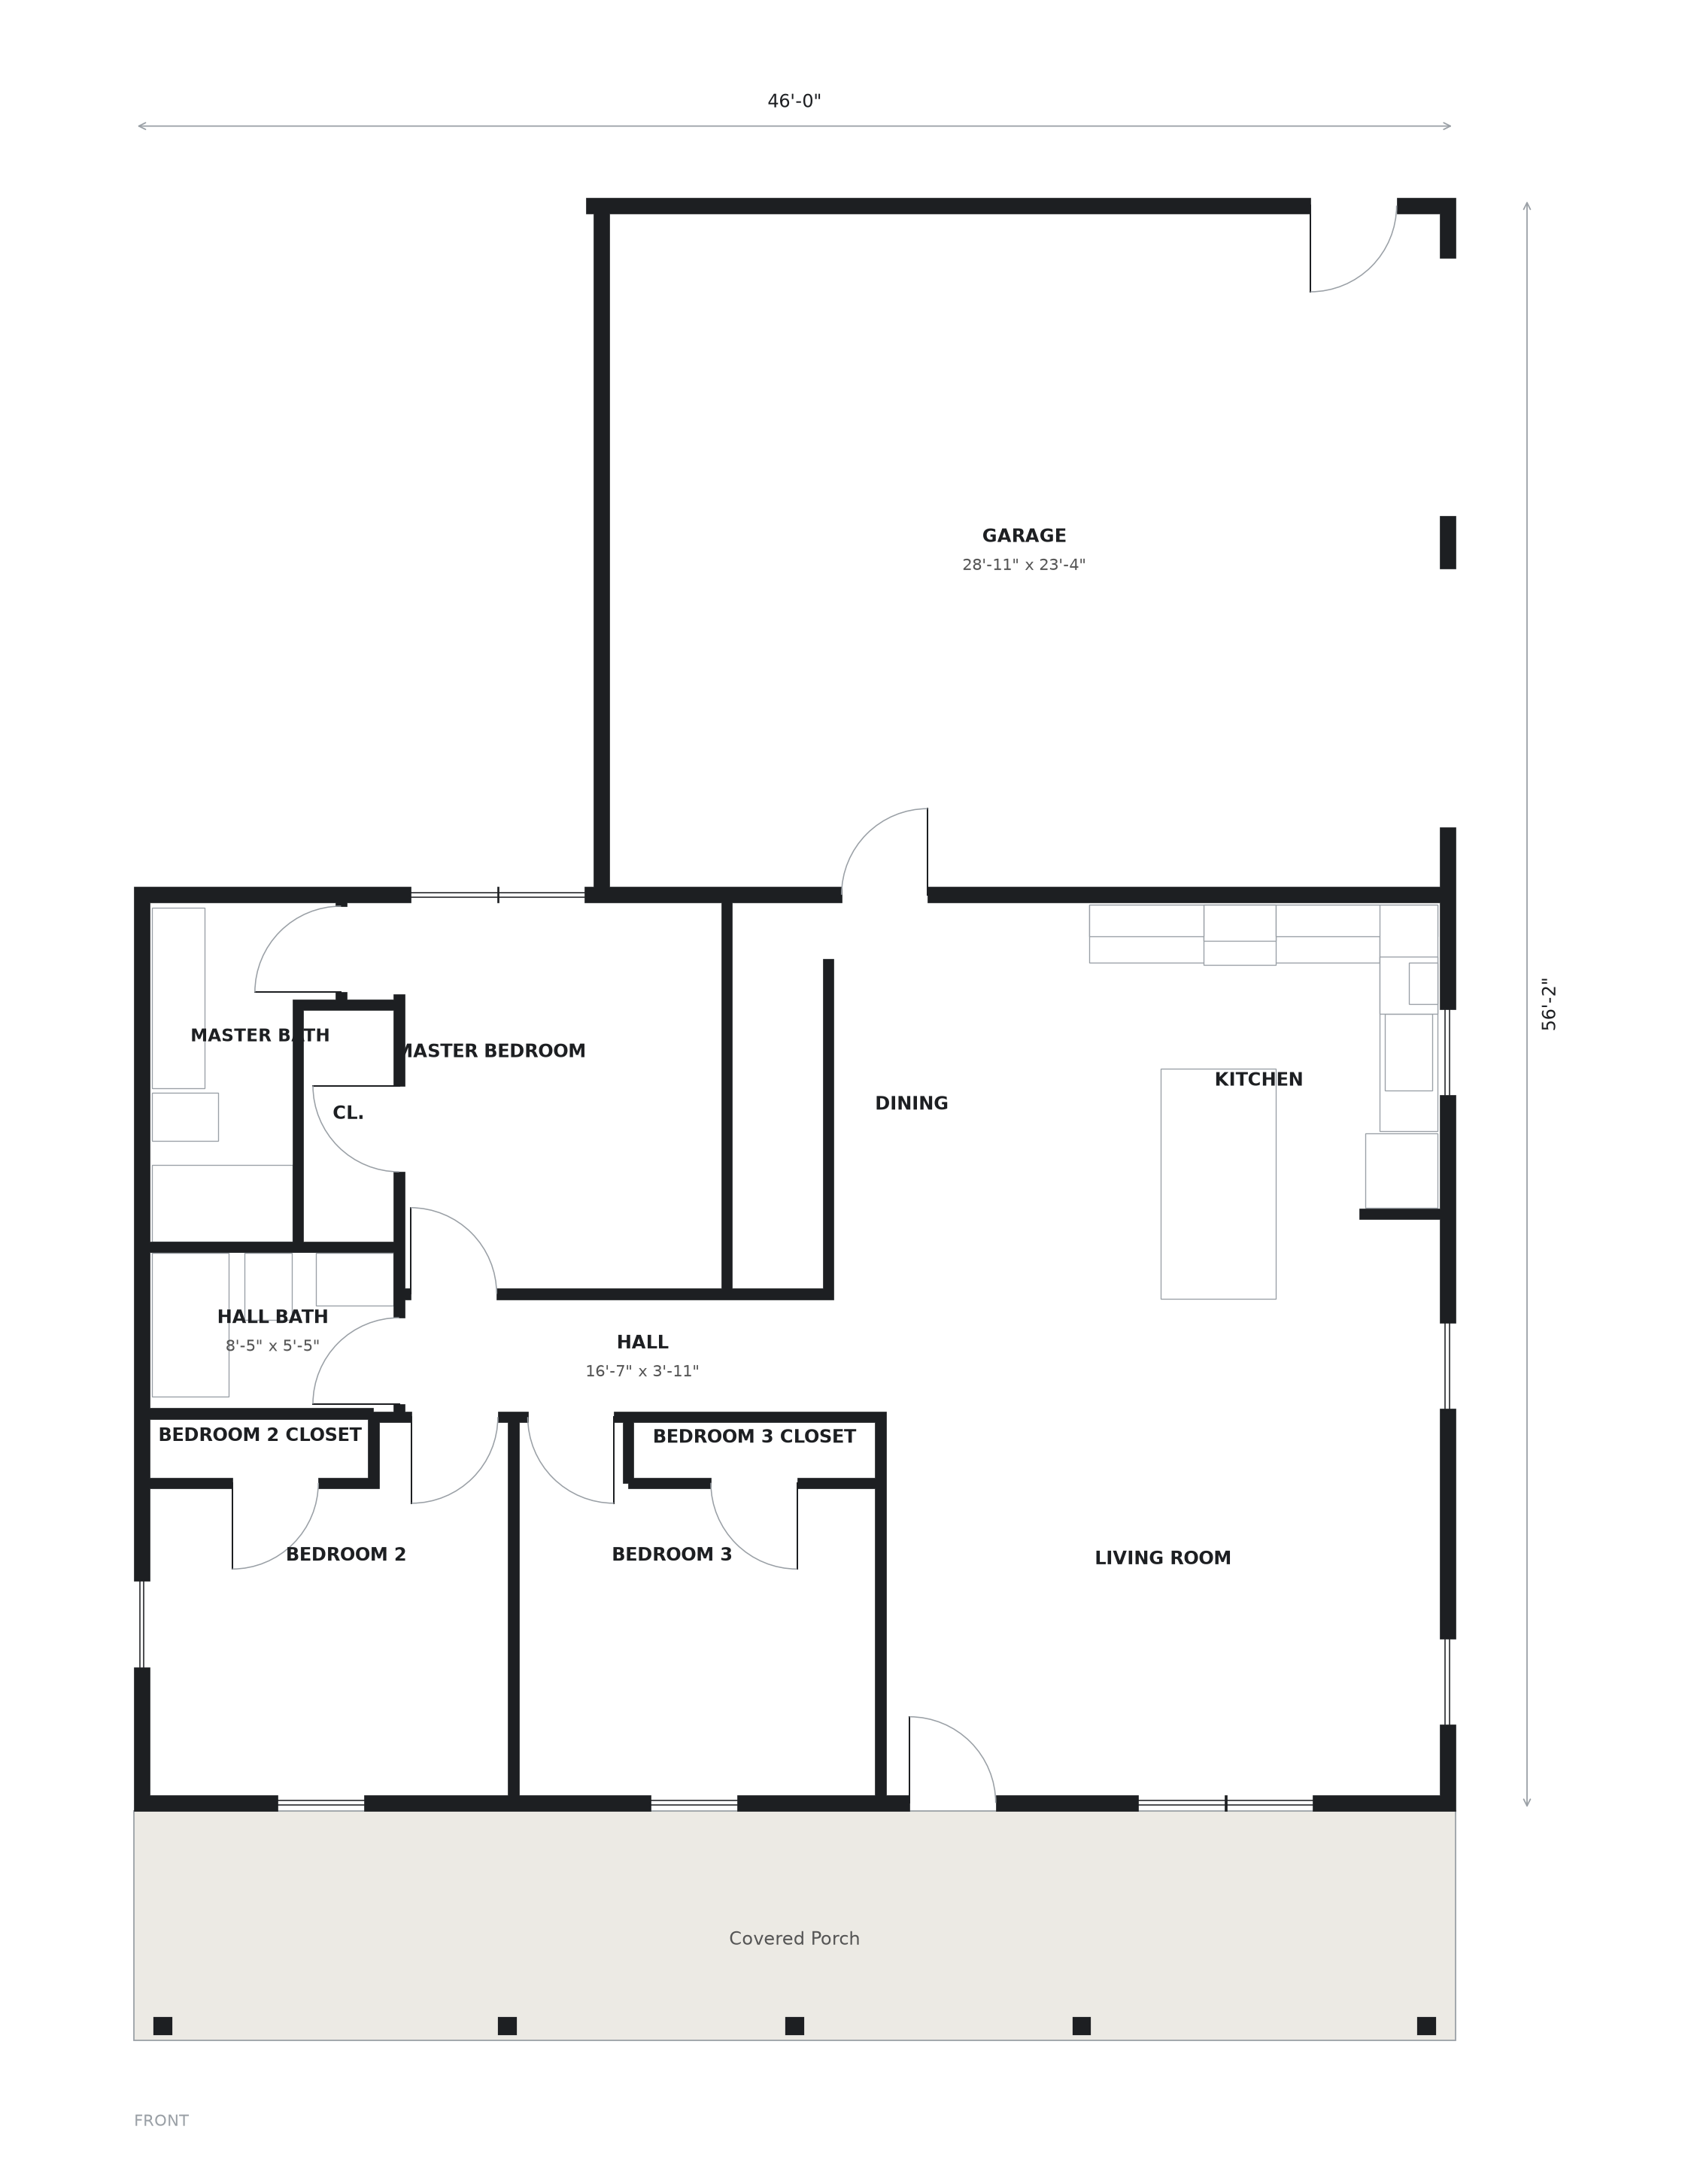 46'-0"
GARAGE
28'-11" x 23'-4"
56'-2"
MASTER BATH
MASTER BEDROOM
KITCHEN
DINING
CL.
HALL BATH
8'-5" x 5'-5"
HALL
16'-7" x 3'-11"
BEDROOM 2 CLOSET
BEDROOM 3 CLOSET
BEDROOM 2
BEDROOM 3
LIVING ROOM
Covered Porch
FRONT